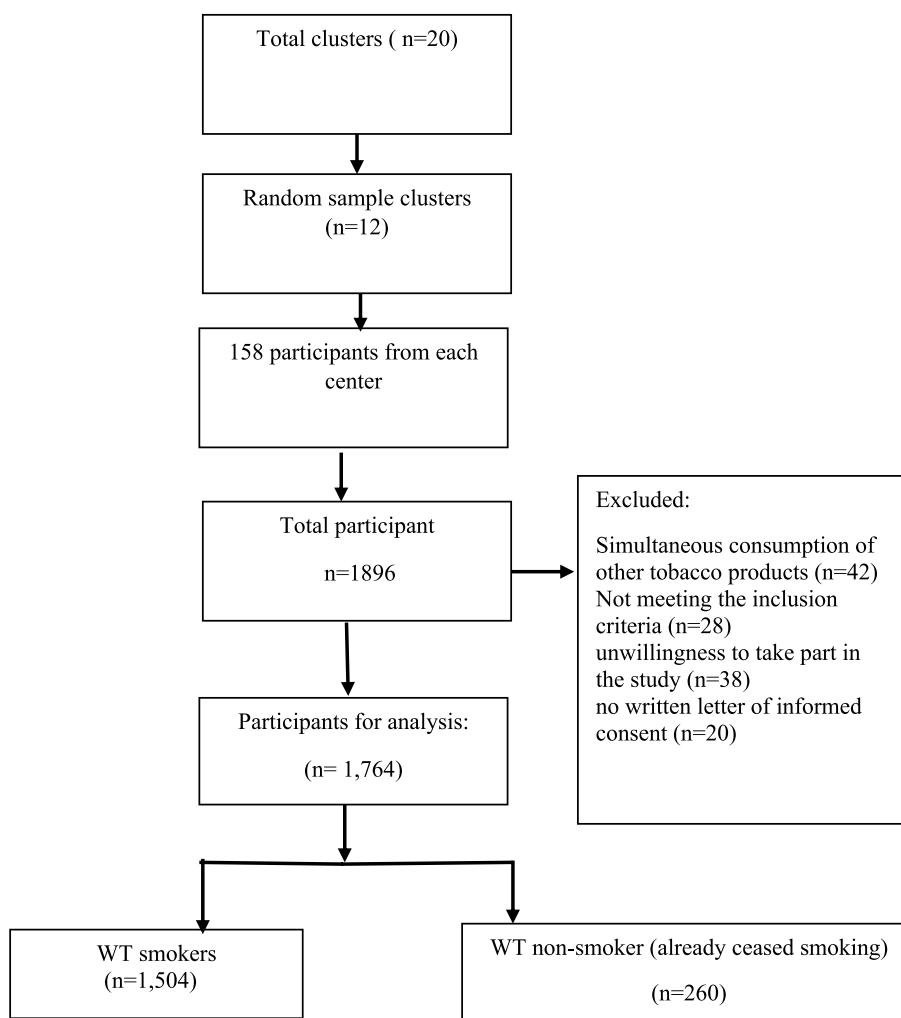 Total clusters ( n=20)
Random sample clusters
(n=12)
158 participants from each
center
Total participant
n=1896
Excluded:
Simultaneous consumption of
other tobacco products (n=42)
Not meeting the inclusion
criteria (n=28)
unwillingness to take part in
the study (n=38)
no written letter of informed
consent (n=20)
Participants for analysis:
(n= 1,764)
WT smokers
(n=1,504)
WT non-smoker (already ceased smoking)
(n=260)